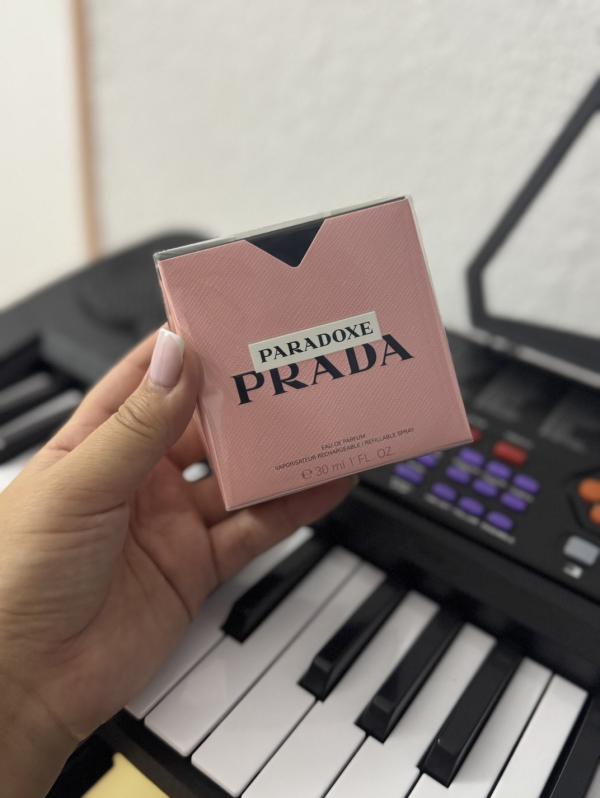 PARADOXE
PRADA
EAU DE PARFUM
VAPORISATEUR RECHARGEABLE / REFILLABLE SPRAY
℮ 30 ml 1 FL. OZ.